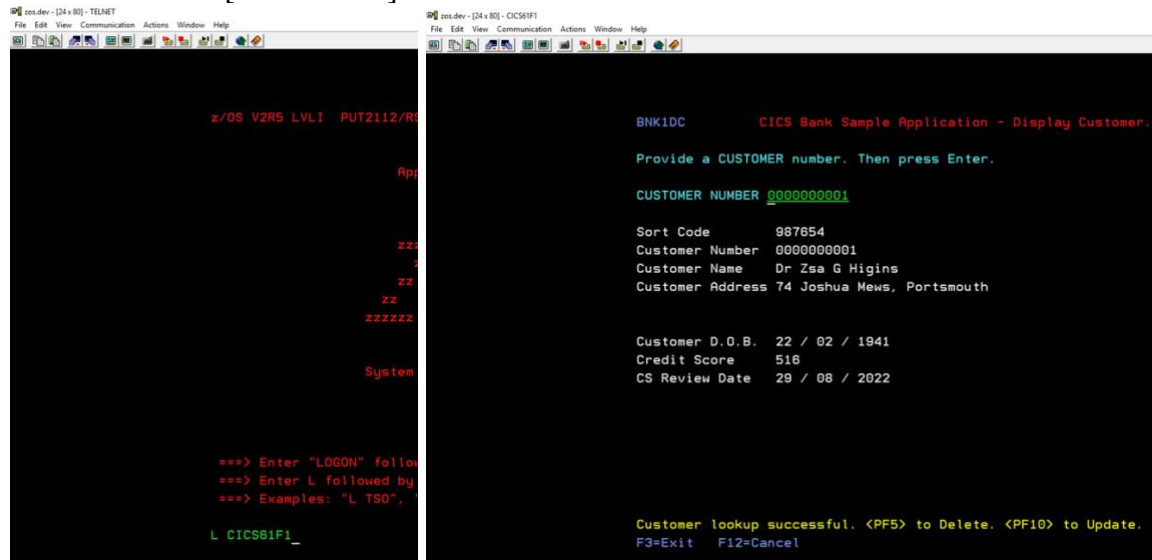 zos.dev - [24 x 80] - TELNET
File Edit View Communication Actions Window Help
z/OS V2R5 LVLI PUT2112/RS
App
zzz
z
zz
zz
zzzzzz
System
===> Enter "LOGON" follow
===> Enter L followed by
===> Examples: "L TSO", "
L CICS61F1_
zos.dev - [24 x 80] - CICS61F1
File Edit View Communication Actions Window Help
BNK1DC CICS Bank Sample Application - Display Customer.
Provide a CUSTOMER number. Then press Enter.
CUSTOMER NUMBER 0000000001
Sort Code 987654
Customer Number 0000000001
Customer Name Dr Zsa G Higins
Customer Address 74 Joshua Mews, Portsmouth
Customer D.O.B. 22 / 02 / 1941
Credit Score 516
CS Review Date 29 / 08 / 2022
Customer lookup successful. <PF5> to Delete. <PF10> to Update.
F3=Exit F12=Cancel